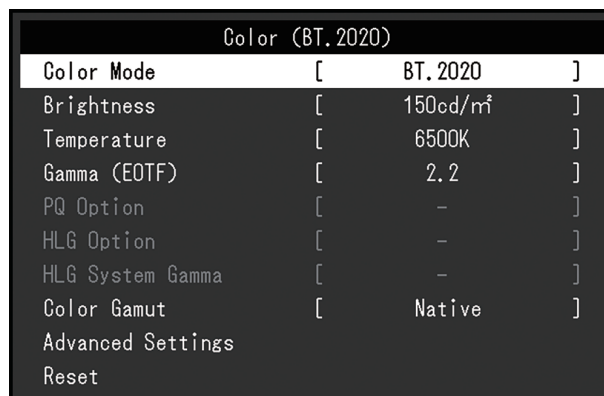 Color (BT.2020)
Color Mode [ BT.2020 ]
Brightness [ 150cd/㎡ ]
Temperature [ 6500K ]
Gamma (EOTF) [ 2.2 ]
PQ Option [ – ]
HLG Option [ – ]
HLG System Gamma [ – ]
Color Gamut [ Native ]
Advanced Settings
Reset